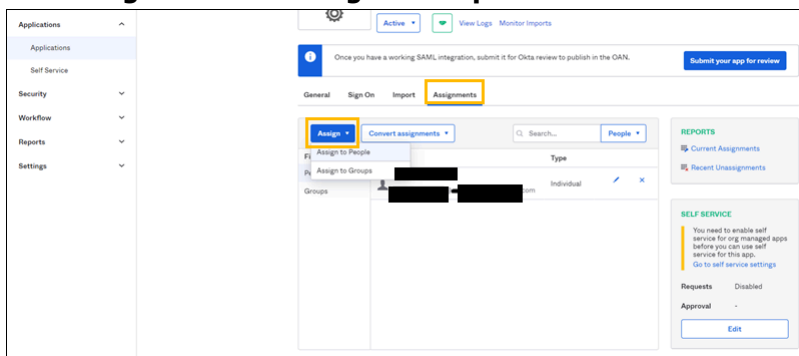 Applications
Applications
Self Service
Security
Workflow
Reports
Settings
Active
View Logs Monitor Imports
Once you have a working SAML integration, submit it for Okta review to publish in the OAN.
Submit your app for review
General Sign On Import Assignments
Assign Convert assignments Search... People
Assign to People
Assign to Groups
Type
Groups
com
Individual
REPORTS
Current Assignments
Recent Unassignments
SELF SERVICE
You need to enable self
service for org managed apps
before you can use self
service for this app.
Go to self service settings
Requests Disabled
Approval -
Edit